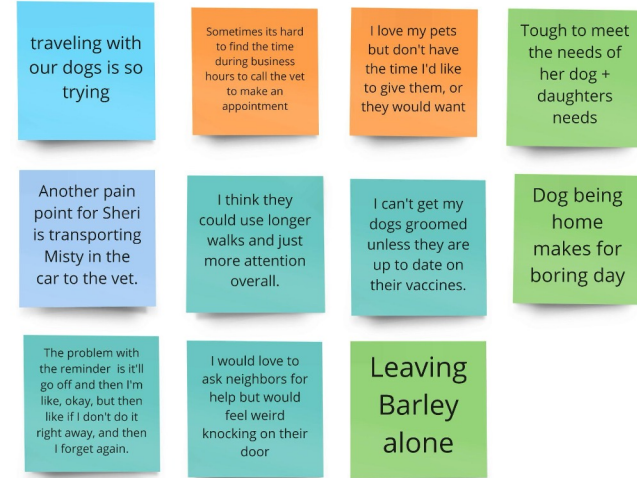 traveling with
our dogs is so
trying
Sometimes its hard
to find the time
during business
hours to call the vet
to make an
appointment
I love my pets
but don't have
the time I'd like
to give them, or
they would want
Tough to meet
the needs of
her dog +
daughters
needs
Another pain
point for Sheri
is transporting
Misty in the
car to the vet.
I think they
could use longer
walks and just
more attention
overall.
I can't get my
dogs groomed
unless they are
up to date on
their vaccines.
Dog being
home
makes for
boring day
The problem with
the reminder is it'll
go off and then I'm
like, okay, but then
like if I don't do it
right away, and then
I forget again.
I would love to
ask neighbors for
help but would
feel weird
knocking on their
door
Leaving
Barley
alone